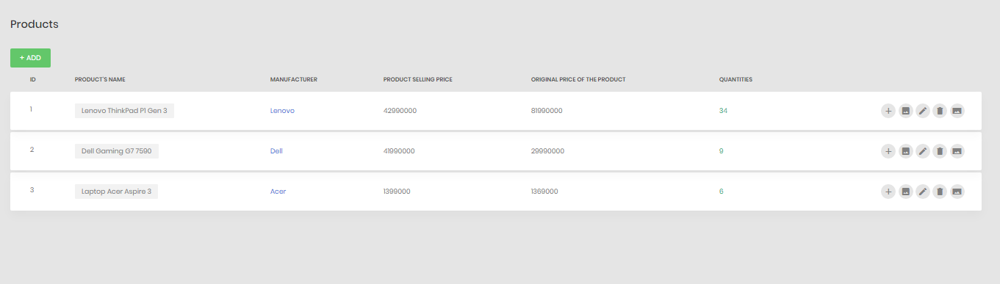 Products
+ ADD
ID PRODUCT'S NAME MANUFACTURER PRODUCT SELLING PRICE ORIGINAL PRICE OF THE PRODUCT QUANTITIES
1 Lenovo ThinkPad P1 Gen 3 Lenovo 42990000 81990000 34
2 Dell Gaming G7 7590 Dell 41990000 29990000 9
3 Laptop Acer Aspire 3 Acer 1399000 1369000 6